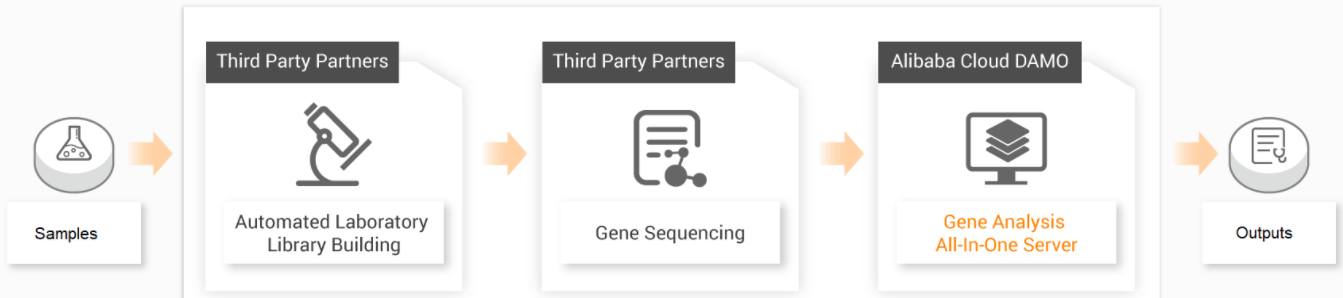 Third Party Partners
Third Party Partners
Alibaba Cloud DAMO
Samples
Automated Laboratory
Library Building
Gene Sequencing
Gene Analysis
All-In-One Server
Outputs